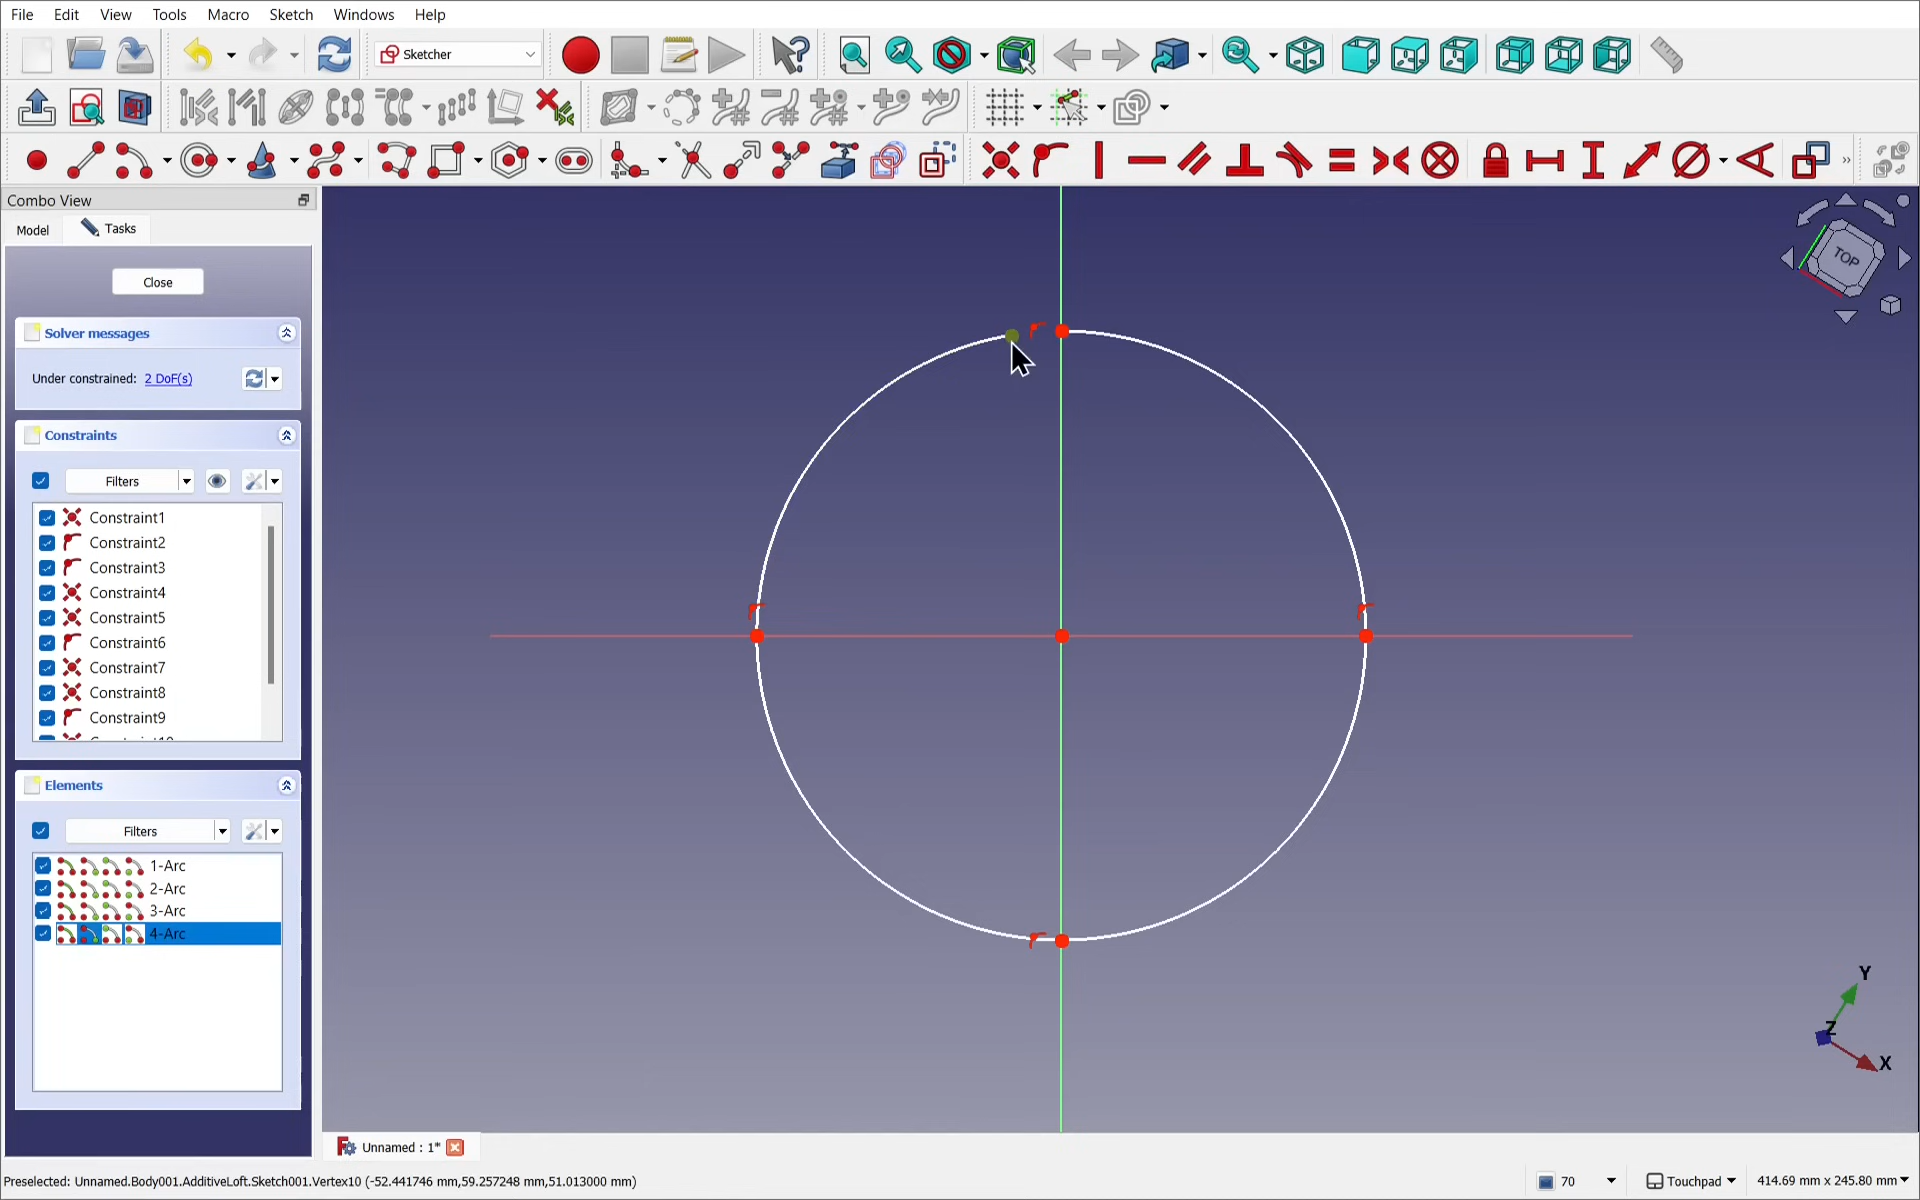 File Edit View Tools Macro Sketch Windows Help
Sketcher
Combo View
Model Tasks
Close
Solver messages
Under constrained: 2 DoF(s)
Constraints
Filters
Constraint1
Constraint2
Constraint3
Constraint4
Constraint5
Constraint6
Constraint7
Constraint8
Constraint9
Elements
Filters
1-Arc
2-Arc
3-Arc
4-Arc
TOP
Y
Z
X
Unnamed : 1*
Preselected: Unnamed.Body001.AdditiveLoft.Sketch001.Vertex10 (-52.441746 mm,59.257248 mm,51.013000 mm)
70
Touchpad
414.69 mm x 245.80 mm